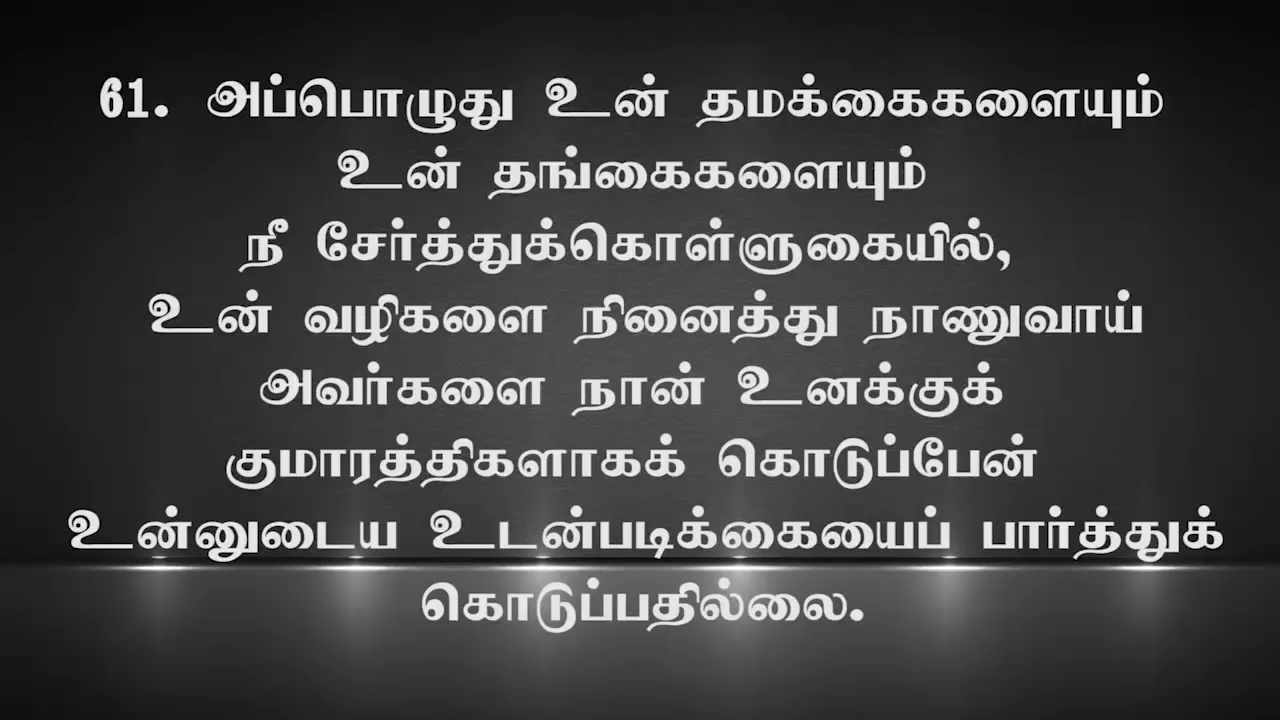 61. அப்பொழுது உன் தமக்கைகளையும்
உன் தங்கைகளையும்
நீ சேர்த்துக்கொள்ளுகையில்,
உன் வழிகளை நினைத்து நாணுவாய்
அவர்களை நான் உனக்குக்
குமாரத்திகளாகக் கொடுப்பேன்
உன்னுடைய உடன்படிக்கையைப் பார்த்துக்
கொடுப்பதில்லை.